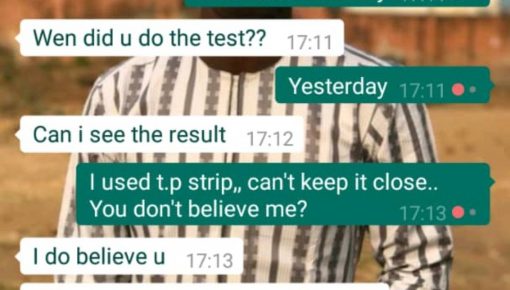 Wen did u do the test?? 17:11
Yesterday 17:11
Can i see the result 17:12
I used t.p strip,, can't keep it close..
You don't believe me? 17:13
I do believe u 17:13